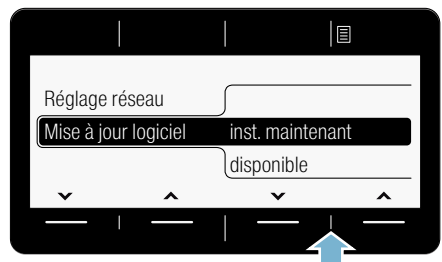 Réglage réseau
Mise à jour logiciel inst. maintenant
disponible